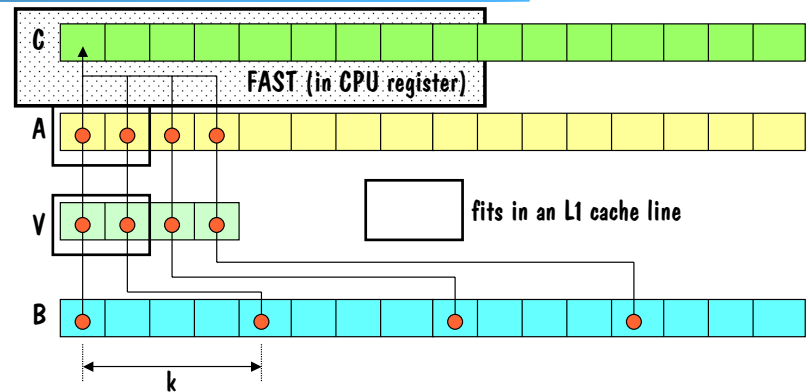 C
FAST (in CPU register)
A
V
fits in an L1 cache line
B
k